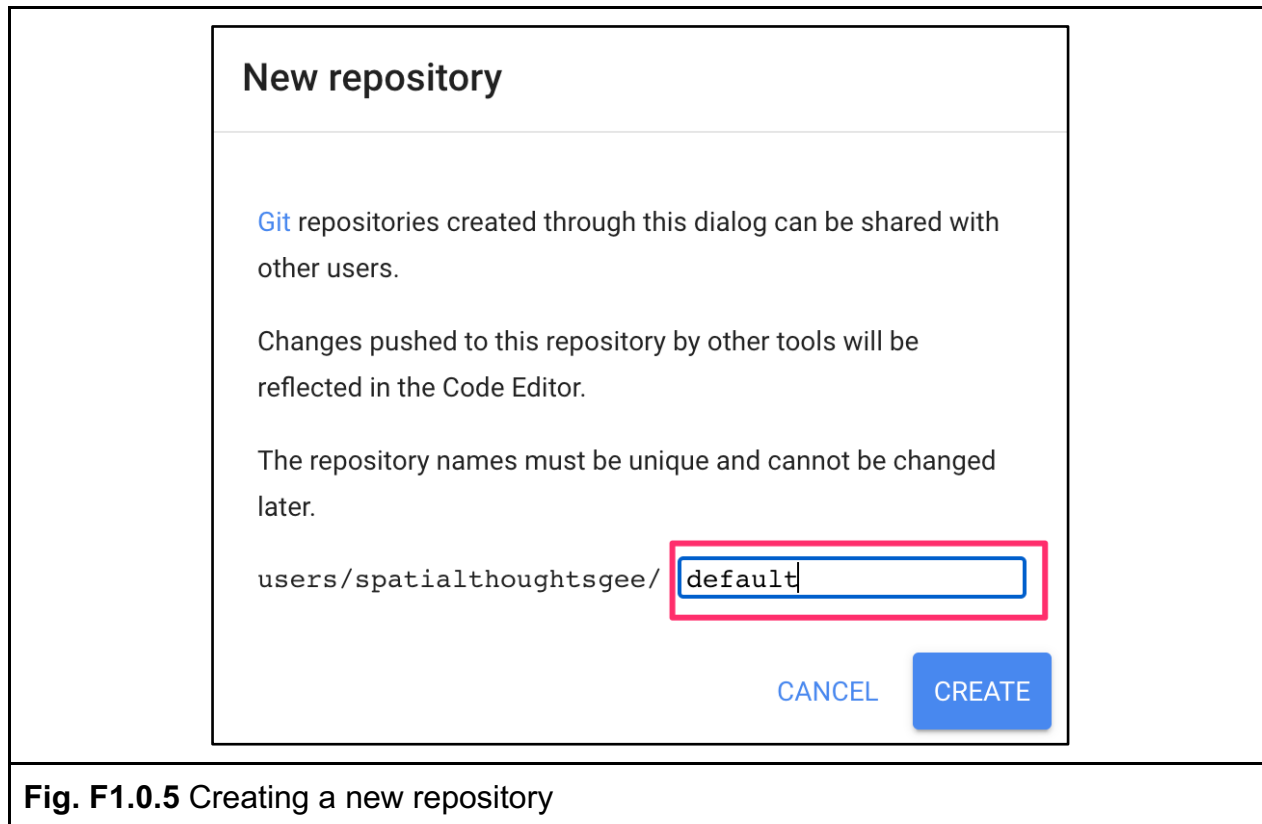 New repository
Git repositories created through this dialog can be shared with
other users.
Changes pushed to this repository by other tools will be
reflected in the Code Editor.
The repository names must be unique and cannot be changed
later.
users/spatialthoughtsgee/ default
CANCEL CREATE
Fig. F1.0.5 Creating a new repository